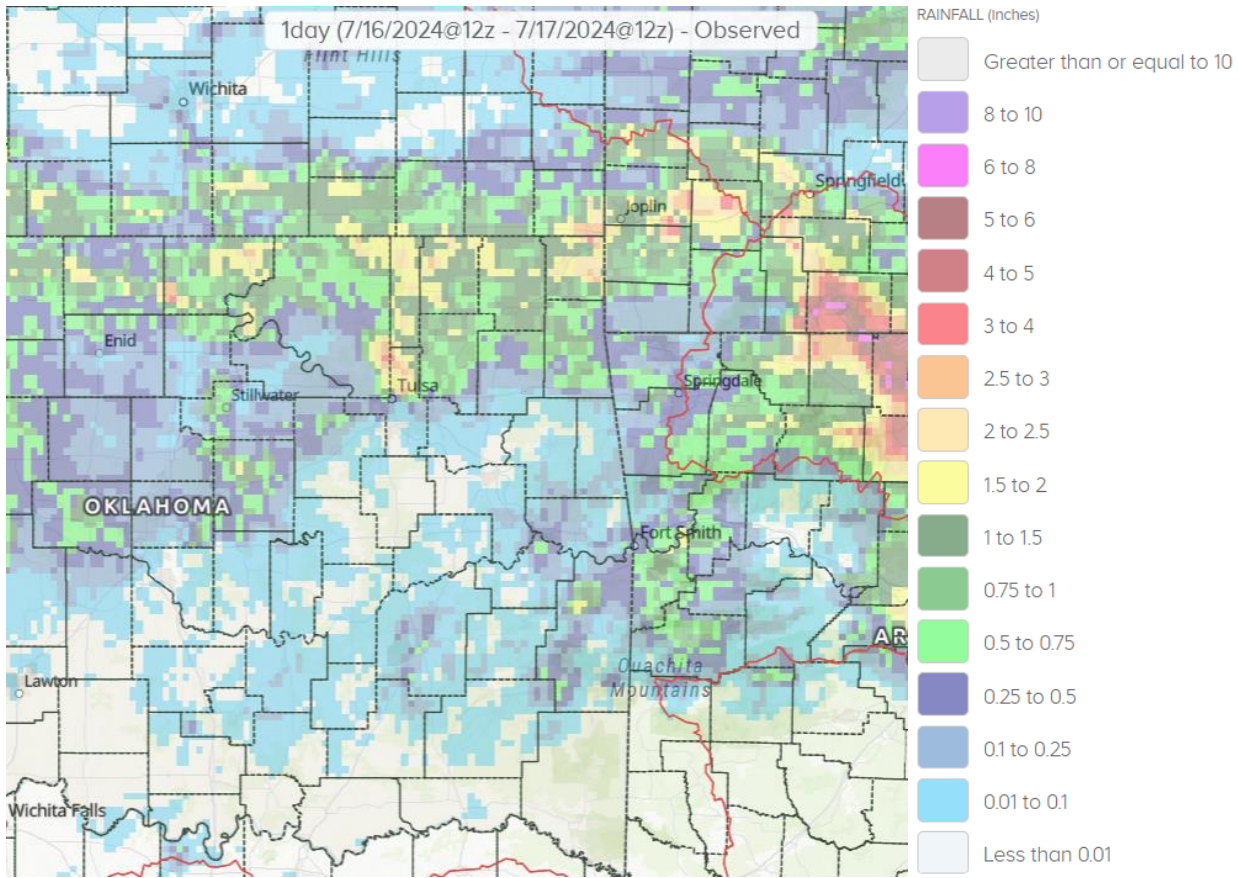 1day (7/16/2024@12z - 7/17/2024@12z) - Observed
Flint Hills
Wichita
Springfield
Joplin
Enid
Stillwater
Tulsa
Springdale
OKLAHOMA
Fort Smith
AR
Ouachita
Mountains
Lawton
Wichita Falls
RAINFALL (Inches)
Greater than or equal to 10
8 to 10
6 to 8
5 to 6
4 to 5
3 to 4
2.5 to 3
2 to 2.5
1.5 to 2
1 to 1.5
0.75 to 1
0.5 to 0.75
0.25 to 0.5
0.1 to 0.25
0.01 to 0.1
Less than 0.01